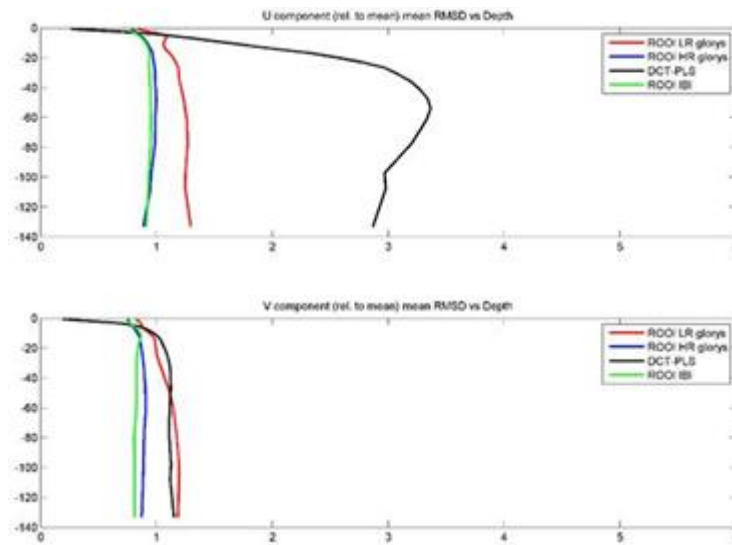 U component (rel. to mean) mean RMSD vs Depth
0
-20
-40
-60
-80
-100
-120
-140
0 1 2 3 4 5
ROOI LR glorys
ROOI HR glorys
DCT-PLS
ROOI IBI
V component (rel. to mean) mean RMSD vs Depth
0
-20
-40
-60
-80
-100
-120
-140
0 1 2 3 4 5
ROOI LR glorys
ROOI HR glorys
DCT-PLS
ROOI IBI